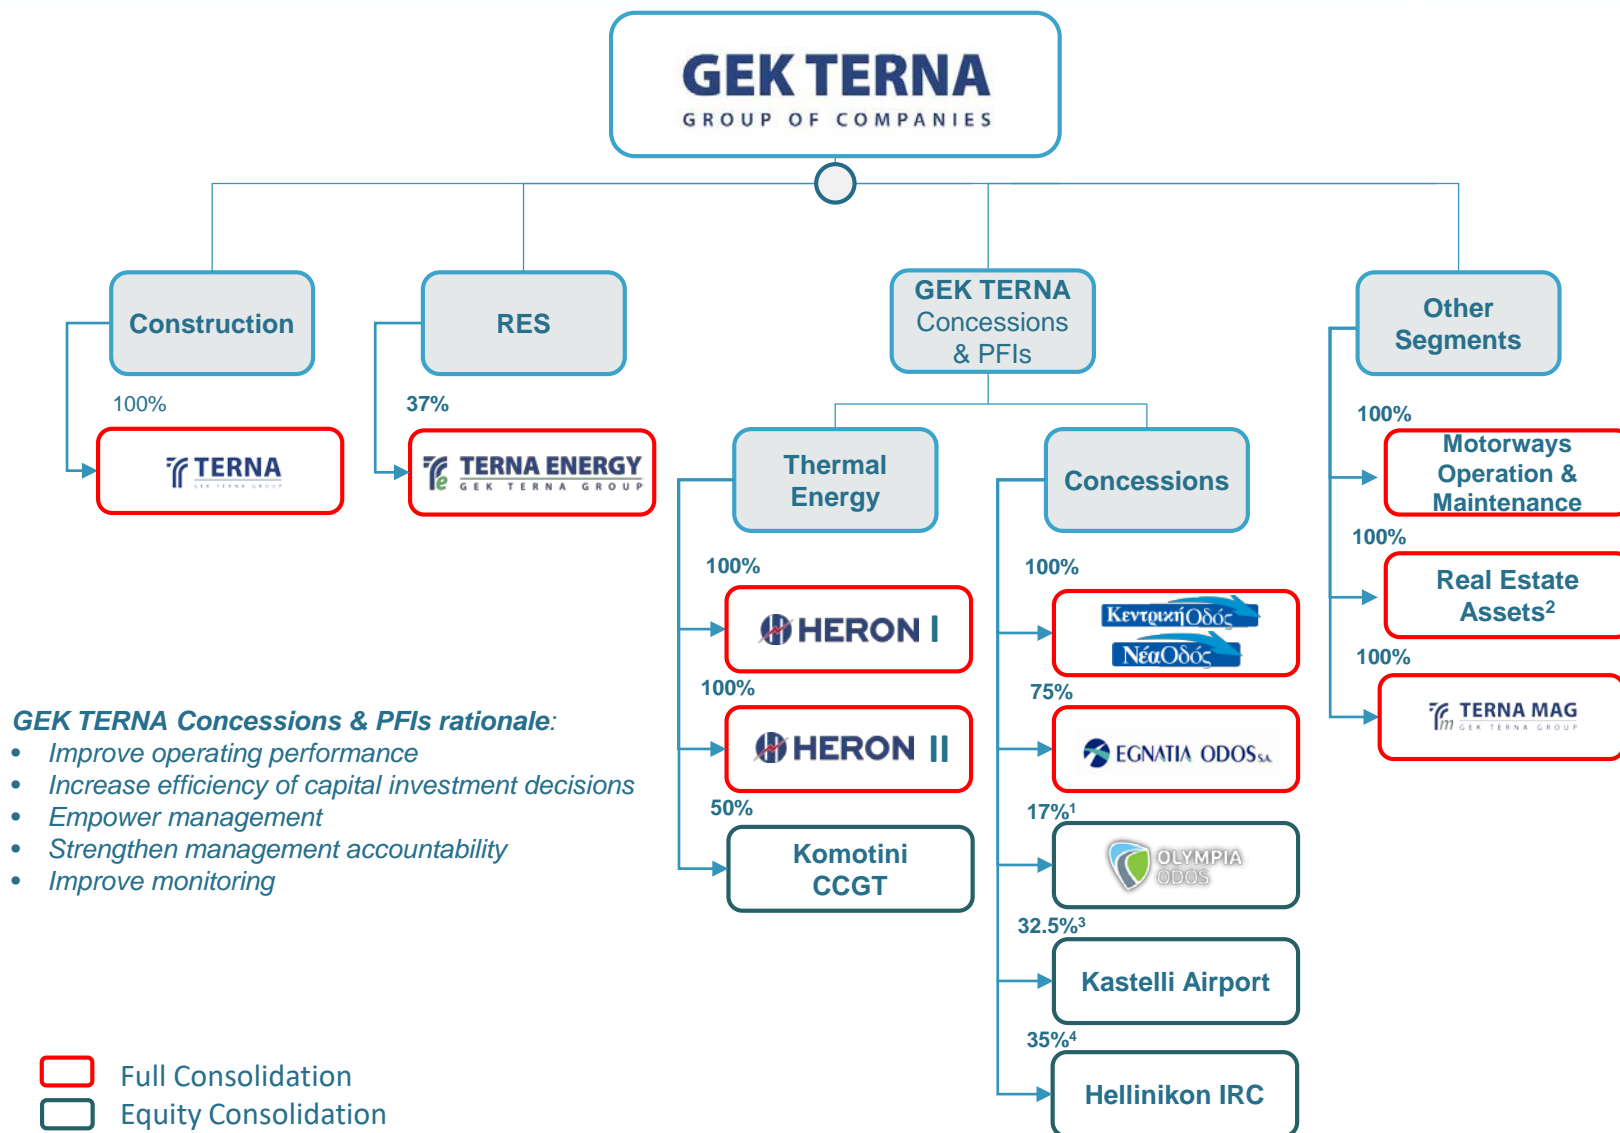 GEK TERNA
GROUP OF COMPANIES
Construction
RES
GEK TERNA
Concessions
& PFIs
Other
Segments
100%
TERNA
GEK TERNA GROUP
37%
TERNA ENERGY
GEK TERNA GROUP
Thermal
Energy
Concessions
100%
Motorways
Operation &
Maintenance
100%
Real Estate
Assets²
100%
TERNA MAG
GEK TERNA GROUP
100%
HERON I
100%
HERON II
50%
Komotini
CCGT
100%
ΚεντρικήΟδός
ΝέαΟδός
75%
EGNATIA ODOS S.A.
17%¹
OLYMPIA
ODOS
32.5%³
Kastelli Airport
35%⁴
Hellinikon IRC
GEK TERNA Concessions & PFIs rationale:
• Improve operating performance
• Increase efficiency of capital investment decisions
• Empower management
• Strengthen management accountability
• Improve monitoring
Full Consolidation
Equity Consolidation